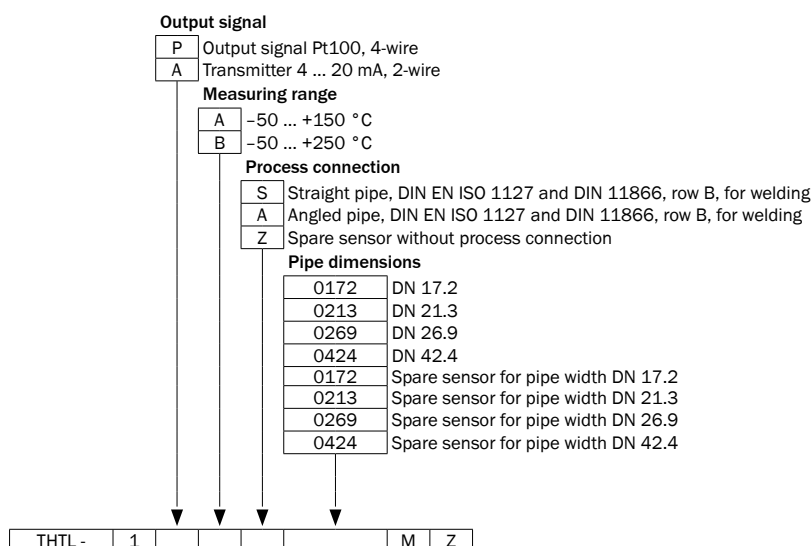 Output signal
P Output signal Pt100, 4-wire
A Transmitter 4 ... 20 mA, 2-wire
Measuring range
A –50 ... +150 °C
B –50 ... +250 °C
Process connection
S Straight pipe, DIN EN ISO 1127 and DIN 11866, row B, for welding
A Angled pipe, DIN EN ISO 1127 and DIN 11866, row B, for welding
Z Spare sensor without process connection
Pipe dimensions
0172 DN 17.2
0213 DN 21.3
0269 DN 26.9
0424 DN 42.4
0172 Spare sensor for pipe width DN 17.2
0213 Spare sensor for pipe width DN 21.3
0269 Spare sensor for pipe width DN 26.9
0424 Spare sensor for pipe width DN 42.4
THTL - 1 M Z